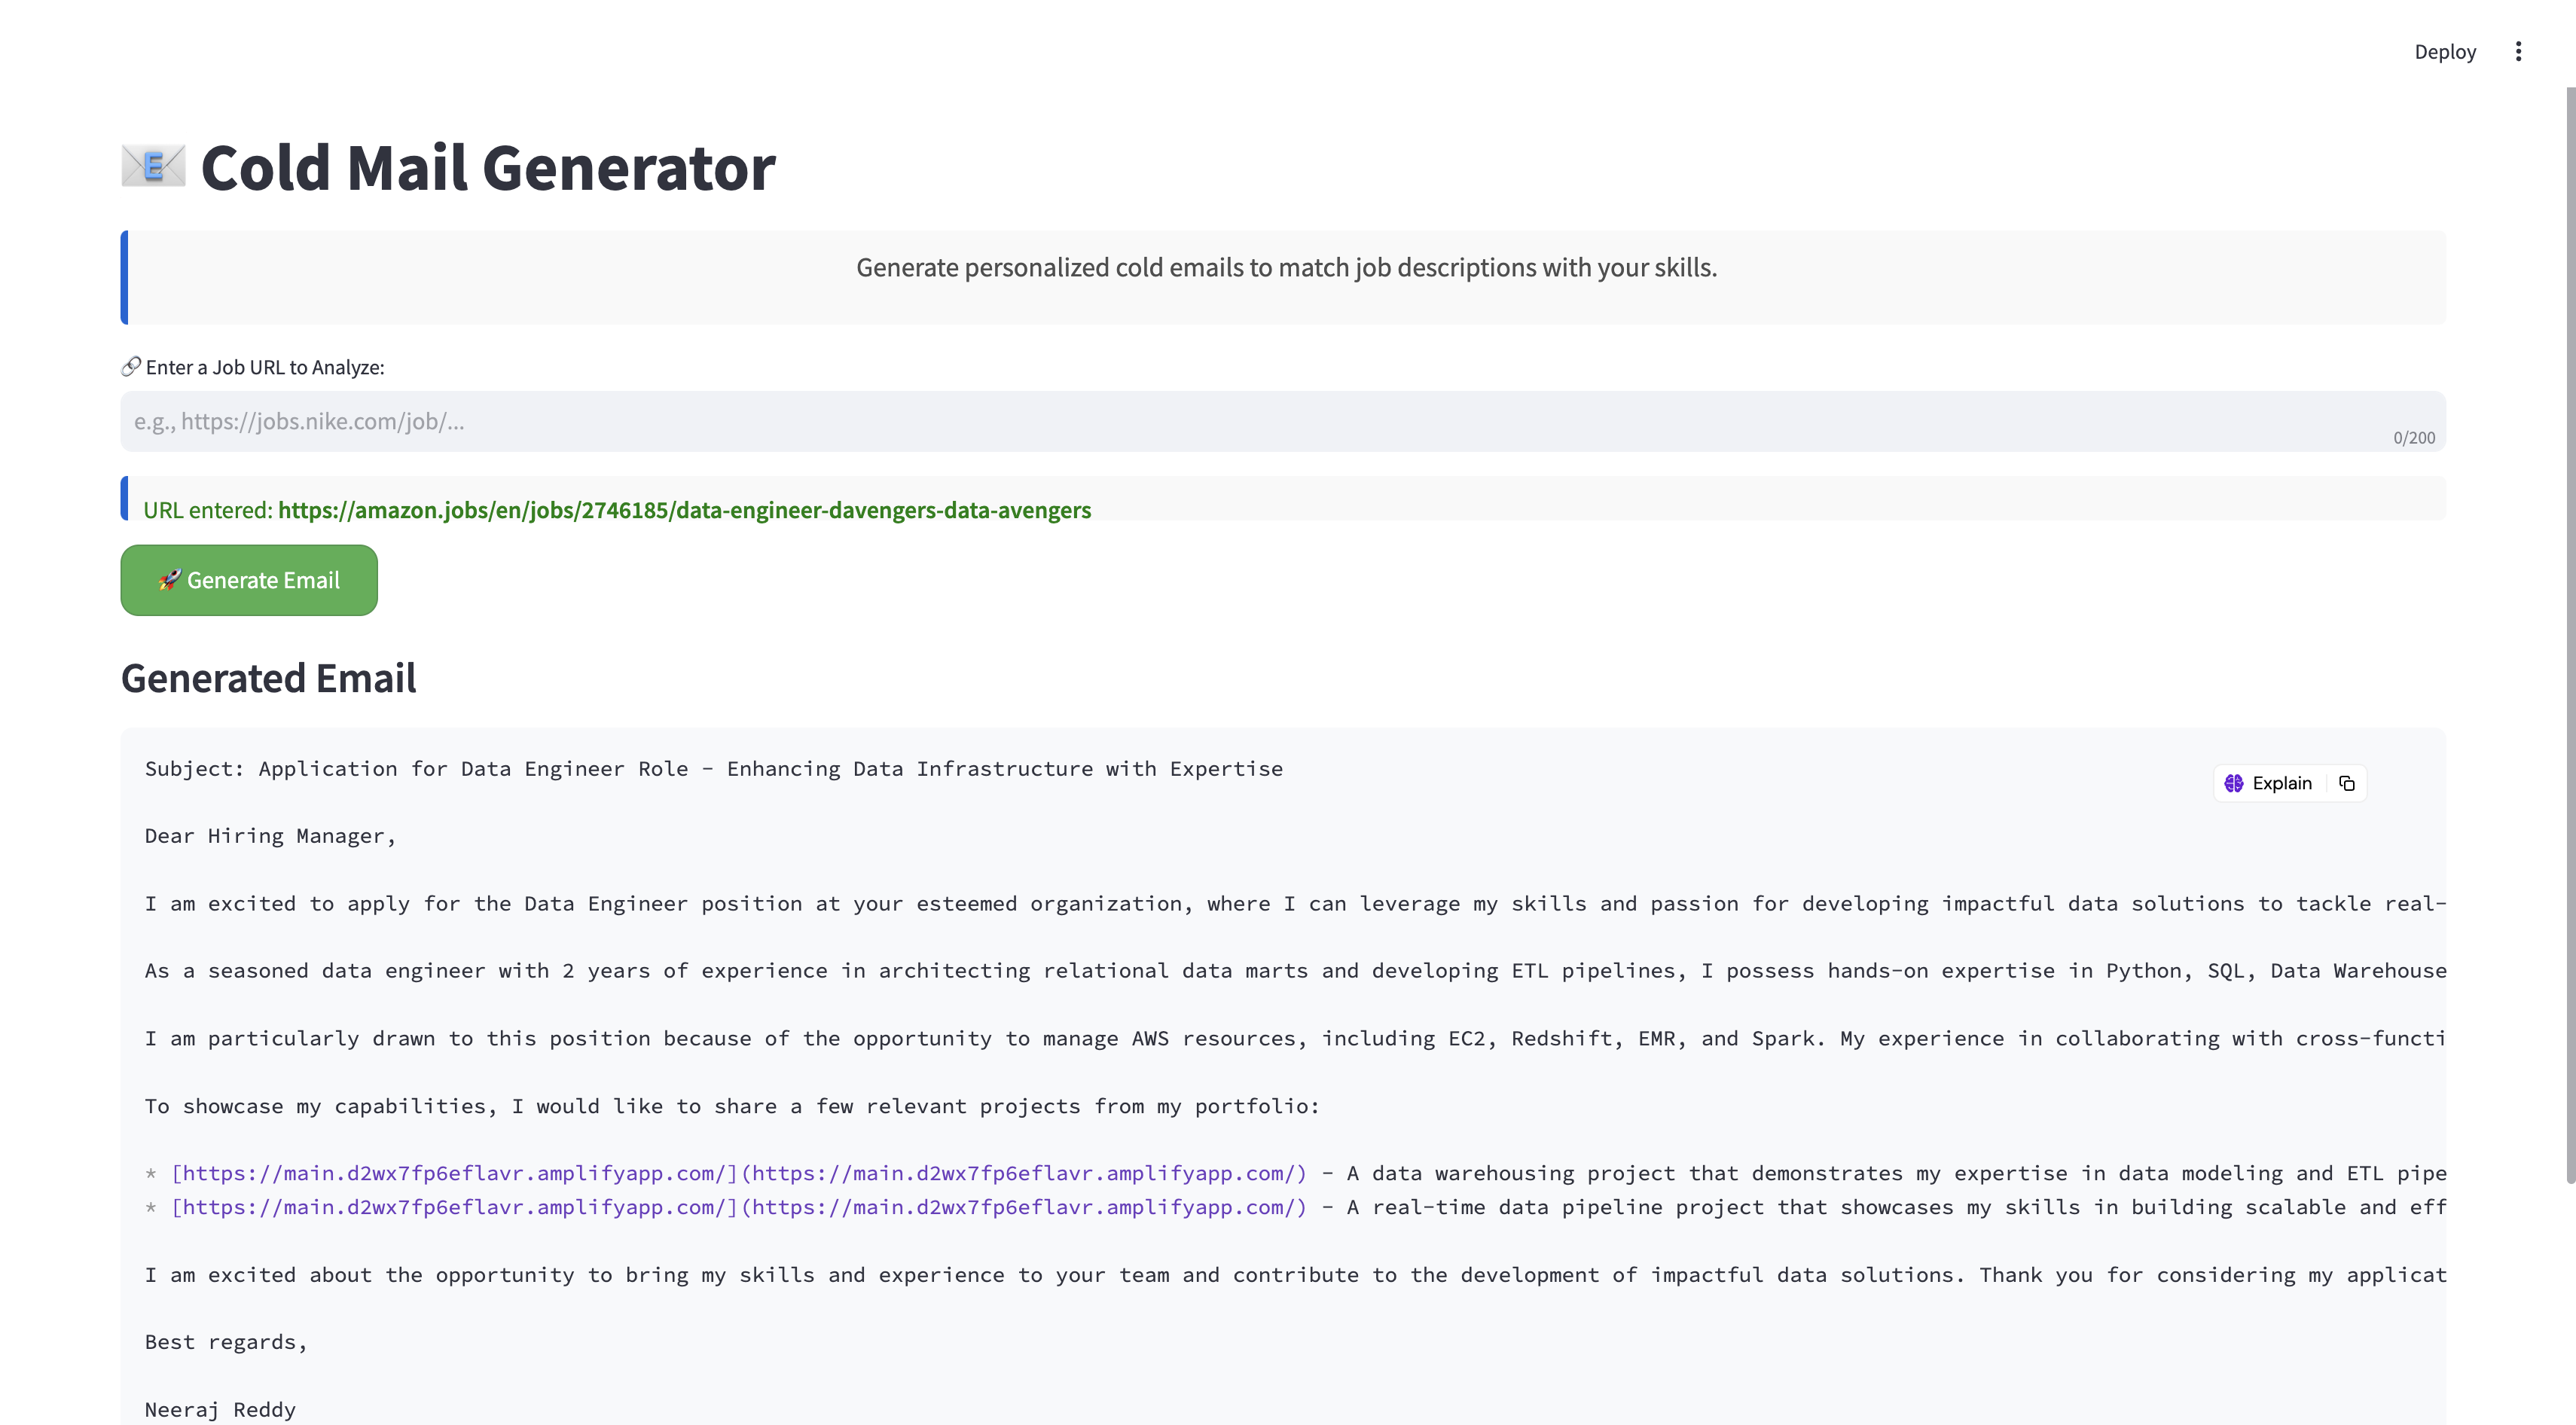 Deploy
Cold Mail Generator
Generate personalized cold emails to match job descriptions with your skills.
Enter a Job URL to Analyze:
e.g., https://jobs.nike.com/job/...
0/200
URL entered: https://amazon.jobs/en/jobs/2746185/data-engineer-davengers-data-avengers
🚀 Generate Email
Generated Email
Subject: Application for Data Engineer Role - Enhancing Data Infrastructure with Expertise
Explain
Dear Hiring Manager,
I am excited to apply for the Data Engineer position at your esteemed organization, where I can leverage my skills and passion for developing impactful data solutions to tackle real-
As a seasoned data engineer with 2 years of experience in architecting relational data marts and developing ETL pipelines, I possess hands-on expertise in Python, SQL, Data Warehouse
I am particularly drawn to this position because of the opportunity to manage AWS resources, including EC2, Redshift, EMR, and Spark. My experience in collaborating with cross-functi
To showcase my capabilities, I would like to share a few relevant projects from my portfolio:
* [https://main.d2wx7fp6eflavr.amplifyapp.com/](https://main.d2wx7fp6eflavr.amplifyapp.com/) - A data warehousing project that demonstrates my expertise in data modeling and ETL pipe
* [https://main.d2wx7fp6eflavr.amplifyapp.com/](https://main.d2wx7fp6eflavr.amplifyapp.com/) - A real-time data pipeline project that showcases my skills in building scalable and eff
I am excited about the opportunity to bring my skills and experience to your team and contribute to the development of impactful data solutions. Thank you for considering my applicat
Best regards,
Neeraj Reddy